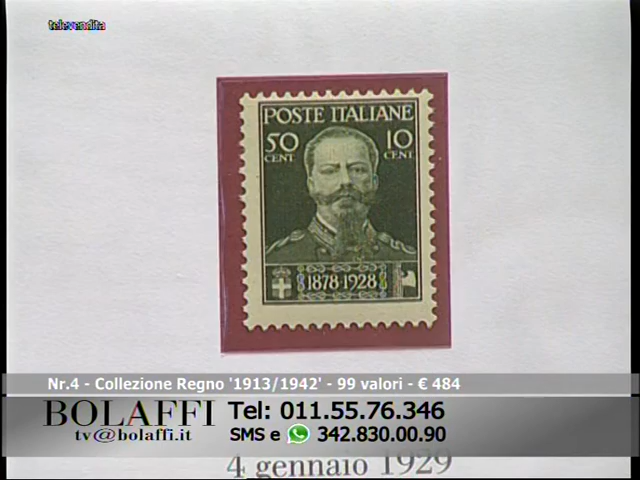 televendita
POSTE ITALIANE
50 10
CENT CENT
1878·1928
Nr.4 - Collezione Regno '1913/1942' - 99 valori - € 484
BOLAFFI Tel: 011.55.76.346
tv@bolaffi.it SMS e 342.830.00.90
4 gennaio 1929